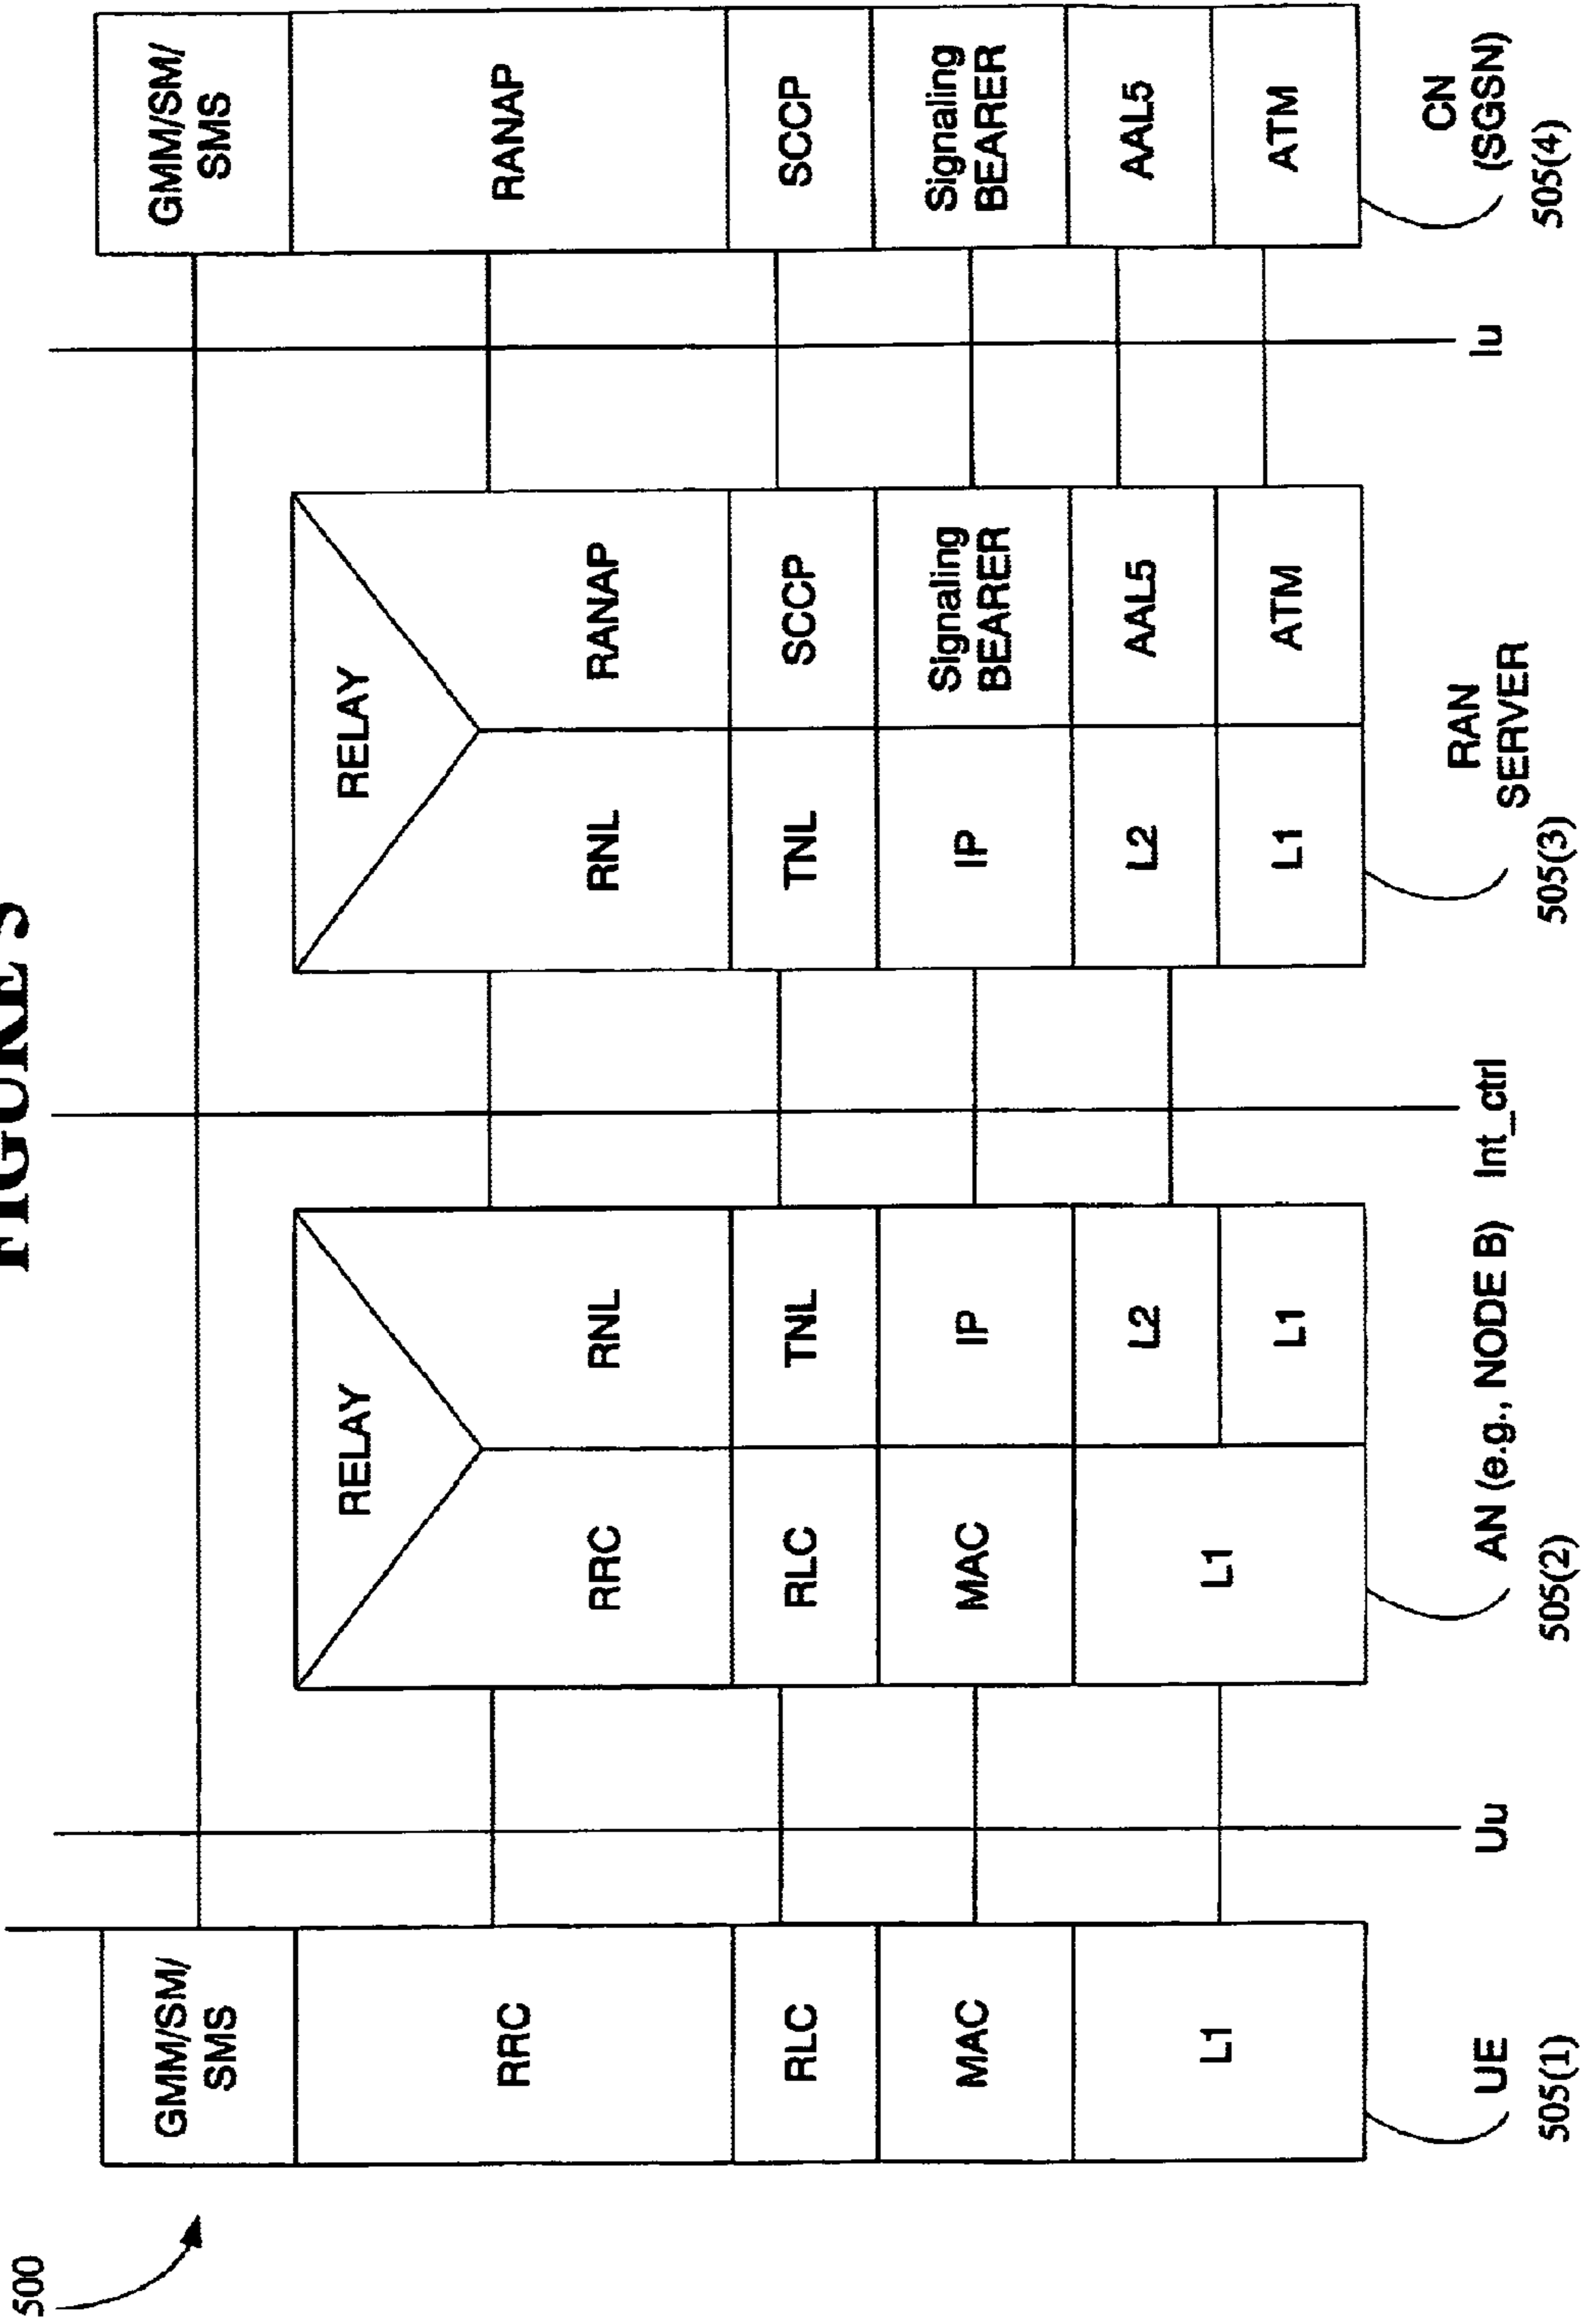 FIGURE 5
500
GMM/SM/
SMS
RRC
RLC
MAC
L1
UE
505(1)
Uu
RELAY
RRC
RNL
RLC
TNL
MAC
IP
L1
L2
L1
AN (e.g., NODE B)
505(2)
Int_ctrl
RELAY
RNL
RANAP
TNL
SCCP
IP
Signaling
BEARER
L2
AAL5
L1
ATM
RAN
SERVER
505(3)
Iu
GMM/SM/
SMS
RANAP
SCCP
Signaling
BEARER
AAL5
ATM
CN
(SGSN)
505(4)